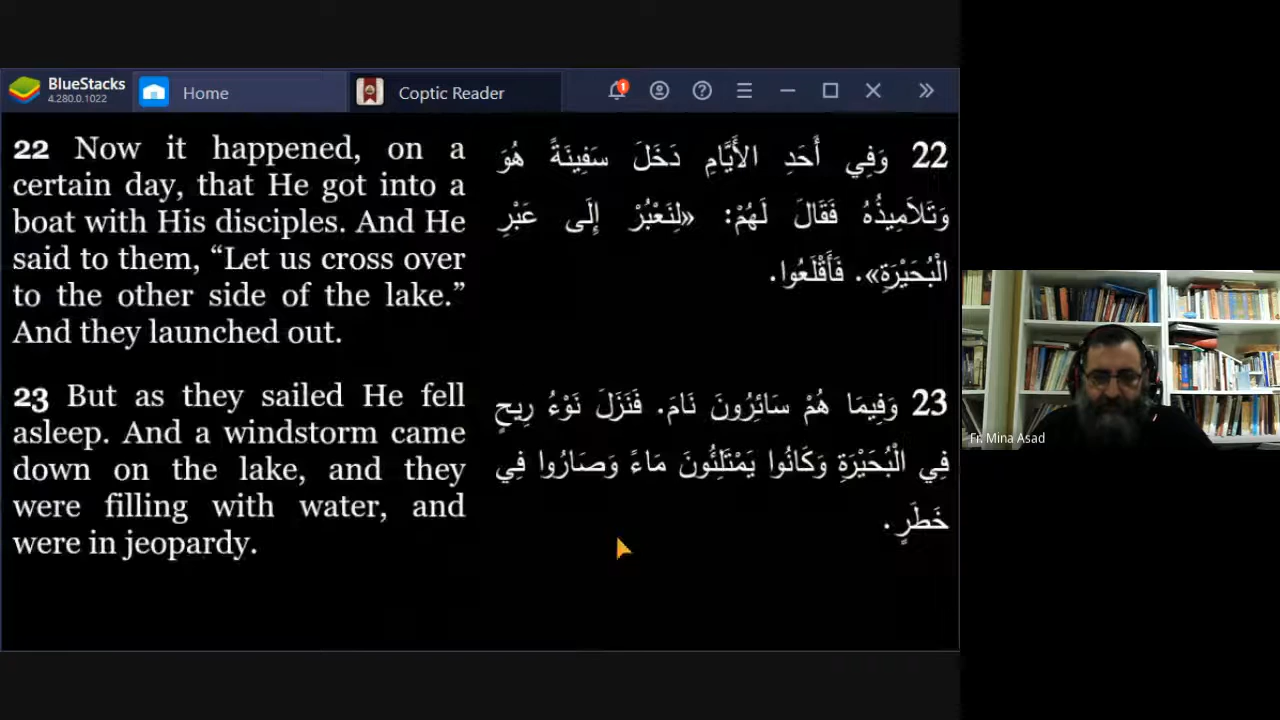 BlueStacks
4.280.0.1022
Home
Coptic Reader
1
22 Now it happened, on a
certain day, that He got into a
boat with His disciples. And He
said to them, “Let us cross over
to the other side of the lake.”
And they launched out.
22 وَفِي أَحَدِ الأَيَّامِ دَخَلَ سَفِينَةً هُوَ
وَتَلاَمِيذُهُ فَقَالَ لَهُمْ: «لِنَعْبُرْ إِلَى عَبْرِ
الْبُحَيْرَةِ». فَأَقْلَعُوا.
23 But as they sailed He fell
asleep. And a windstorm came
down on the lake, and they
were filling with water, and
were in jeopardy.
23 وَفِيمَا هُمْ سَائِرُونَ نَامَ. فَنَزَلَ نَوْءُ رِيحٍ
فِي الْبُحَيْرَةِ وَكَانُوا يَمْتَلِئُونَ مَاءً وَصَارُوا فِي
خَطَرٍ.
Fr. Mina Asad